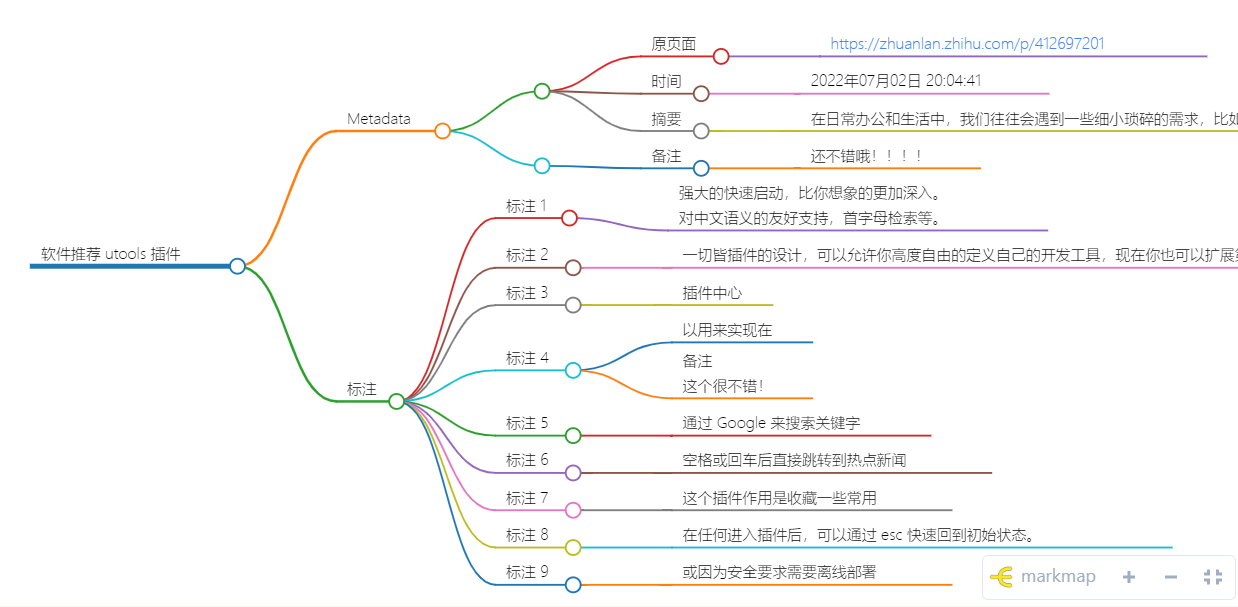 软件推荐 utools 插件
Metadata
原页面
https://zhuanlan.zhihu.com/p/412697201
时间
2022年07月02日 20:04:41
摘要
在日常办公和生活中，我们往往会遇到一些细小琐碎的需求，比如
备注
还不错哦！！！！
标注
标注 1
强大的快速启动，比你想象的更加深入。
对中文语义的友好支持，首字母检索等。
标注 2
一切皆插件的设计，可以允许你高度自由的定义自己的开发工具，现在你也可以扩展
标注 3
插件中心
标注 4
以用来实现在
备注
这个很不错！
标注 5
通过 Google 来搜索关键字
标注 6
空格或回车后直接跳转到热点新闻
标注 7
这个插件作用是收藏一些常用
标注 8
在任何进入插件后，可以通过 esc 快速回到初始状态。
标注 9
或因为安全要求需要离线部署
markmap